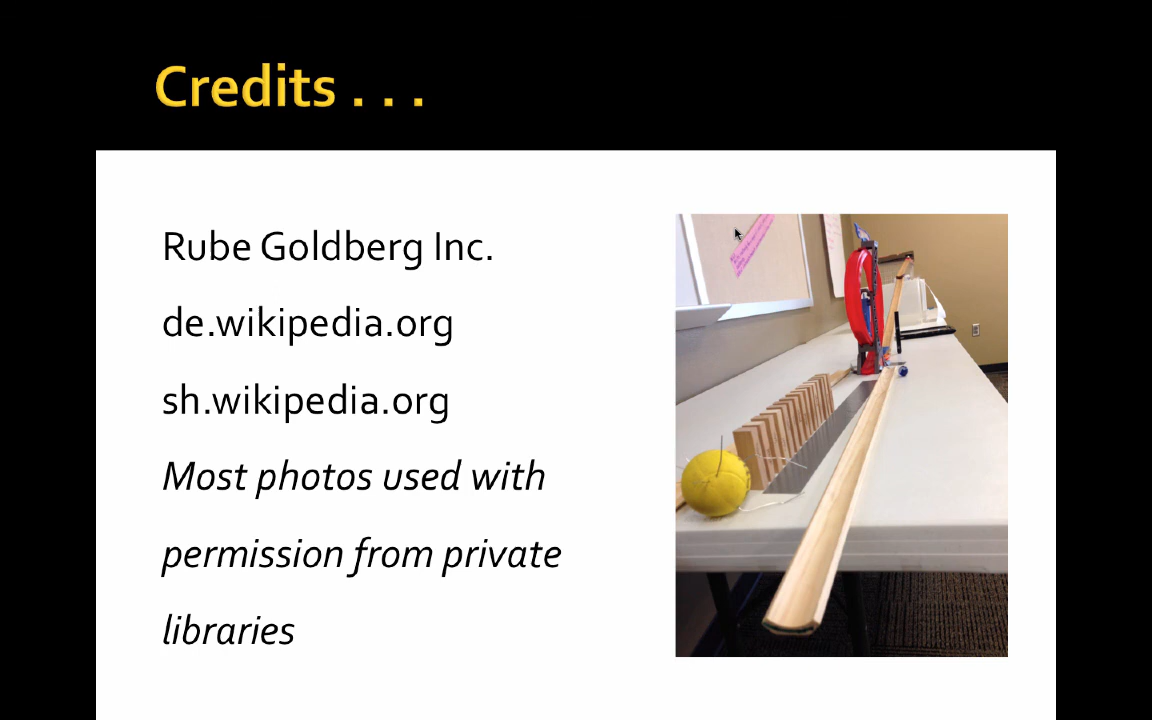 Credits . . .
Rube Goldberg Inc.
de.wikipedia.org
sh.wikipedia.org
Most photos used with
permission from private
libraries